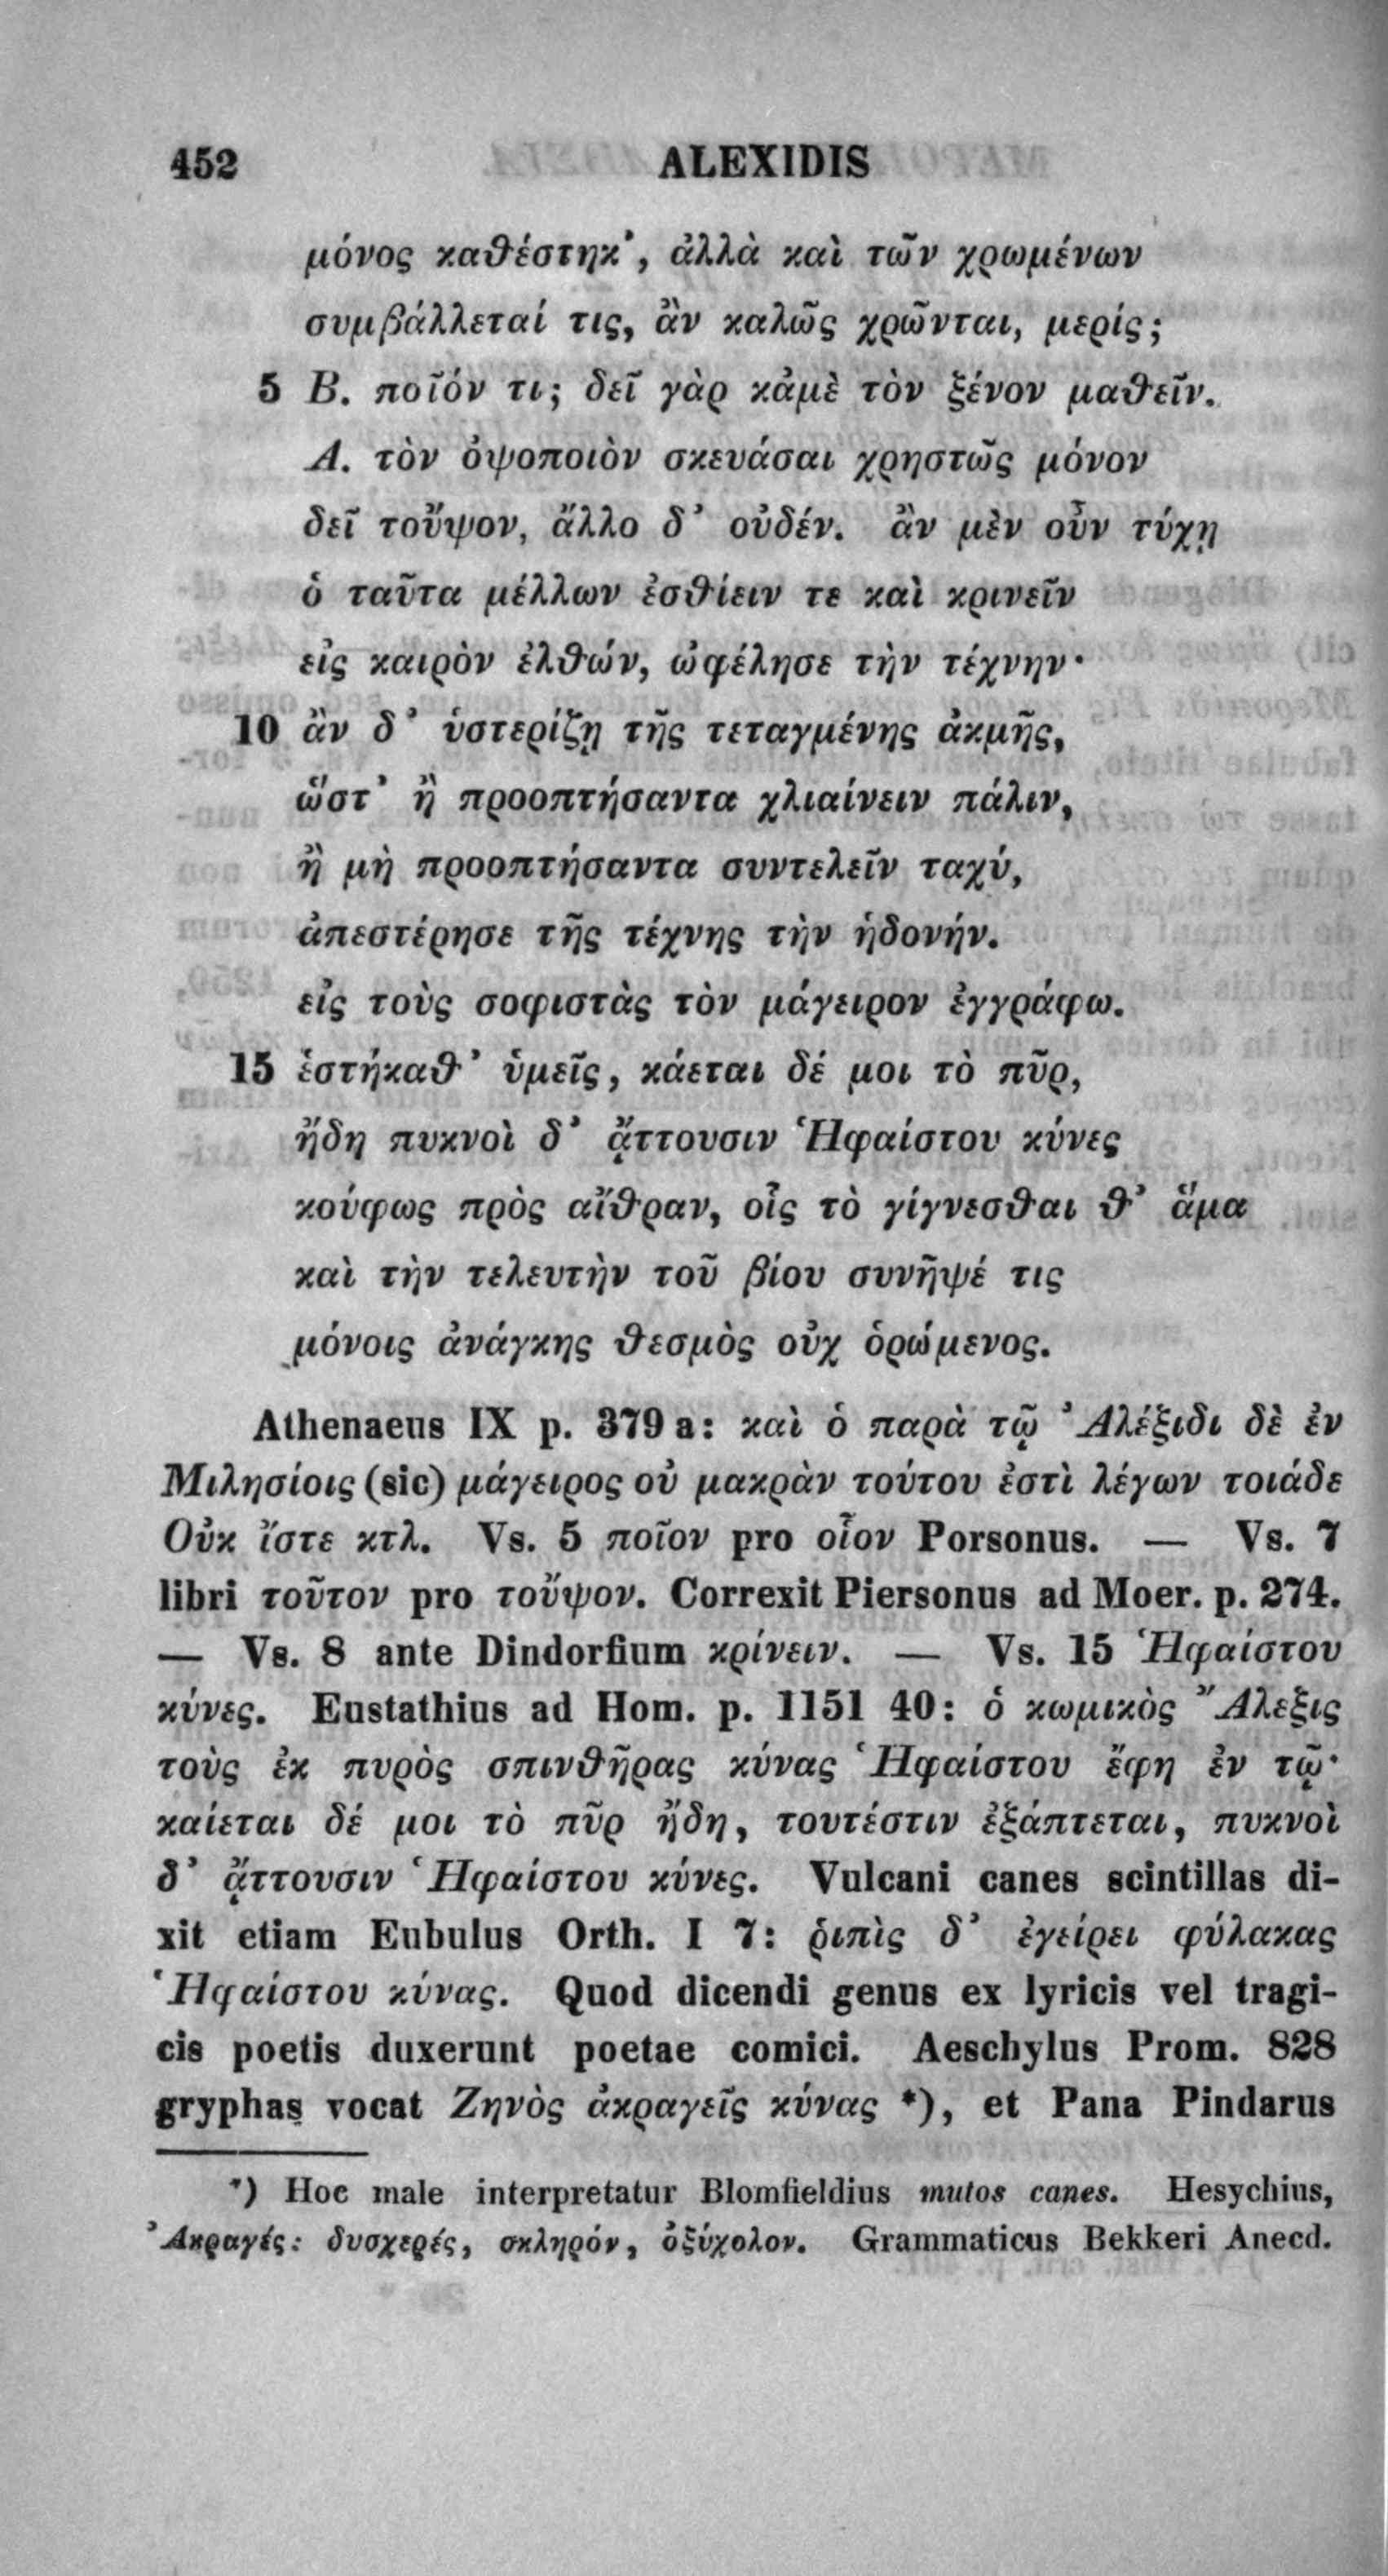 452 ALEXIDIS
μόνος καθέστηκ', ἀλλὰ καὶ τῶν χρωμένων
συμβάλλεταί τις, ἂν καλῶς χρῶνται, μερίς;
5 Β. ποῖόν τι; δεῖ γὰρ κἀμὲ τὸν ξένον μαθεῖν.
Α. τὸν ὀψοποιὸν σκευάσαι χρηστῶς μόνον
δεῖ τοὔψον, ἄλλο δ' οὐδέν. ἂν μὲν οὖν τύχῃ
ὁ ταῦτα μέλλων ἐσθίειν τε καὶ κρινεῖν
εἰς καιρὸν ἐλθών, ὠφέλησε τὴν τέχνην·
10 ἂν δ' ὑστερίζῃ τῆς τεταγμένης ἀκμῆς,
ὥστ' ἢ προοπτήσαντα χλιαίνειν πάλιν,
ἢ μὴ προοπτήσαντα συντελεῖν ταχύ,
ἀπεστέρησε τῆς τέχνης τὴν ἡδονήν.
εἰς τοὺς σοφιστὰς τὸν μάγειρον ἐγγράφω.
15 ἑστήκαθ' ὑμεῖς, κάεται δέ μοι τὸ πῦρ,
ἤδη πυκνοὶ δ' ᾄττουσιν Ἡφαίστου κύνες
κούφως πρὸς αἴθραν, οἷς τὸ γίγνεσθαι θ' ἅμα
καὶ τὴν τελευτὴν τοῦ βίου συνῆψέ τις
μόνοις ἀνάγκης θεσμὸς οὐχ ὁρώμενος.
Athenaeus IX p. 379 a: καὶ ὁ παρὰ τῷ Ἀλέξιδι δὲ ἐν
Μιλησίοις (sic) μάγειρος οὐ μακρὰν τούτου ἐστὶ λέγων τοιάδε
Οὐκ ἴστε κτλ. Vs. 5 ποῖον pro οἷον Porsonus. — Vs. 7
libri τοῦτον pro τοὔψον. Correxit Piersonus ad Moer. p. 274.
— Vs. 8 ante Dindorfium κρίνειν. — Vs. 15 Ἡφαίστου
κύνες. Eustathius ad Hom. p. 1151 40: ὁ κωμικὸς Ἄλεξις
τοὺς ἐκ πυρὸς σπινθῆρας κύνας Ἡφαίστου ἔφη ἐν τῷ·
καίεται δέ μοι τὸ πῦρ ἤδη, τουτέστιν ἐξάπτεται, πυκνοὶ
δ' ᾄττουσιν Ἡφαίστου κύνες. Vulcani canes scintillas di-
xit etiam Eubulus Orth. I 7: ῥιπὶς δ' ἐγείρει φύλακας
Ἡφαίστου κύνας. Quod dicendi genus ex lyricis vel tragi-
cis poetis duxerunt poetae comici. Aeschylus Prom. 828
gryphas vocat Ζηνὸς ἀκραγεῖς κύνας *), et Pana Pindarus
*) Hoc male interpretatur Blomfieldius mutos canes. Hesychius,
Ἀκραγές: δυσχερές, σκληρόν, ὀξύχολον. Grammaticus Bekkeri Anecd.